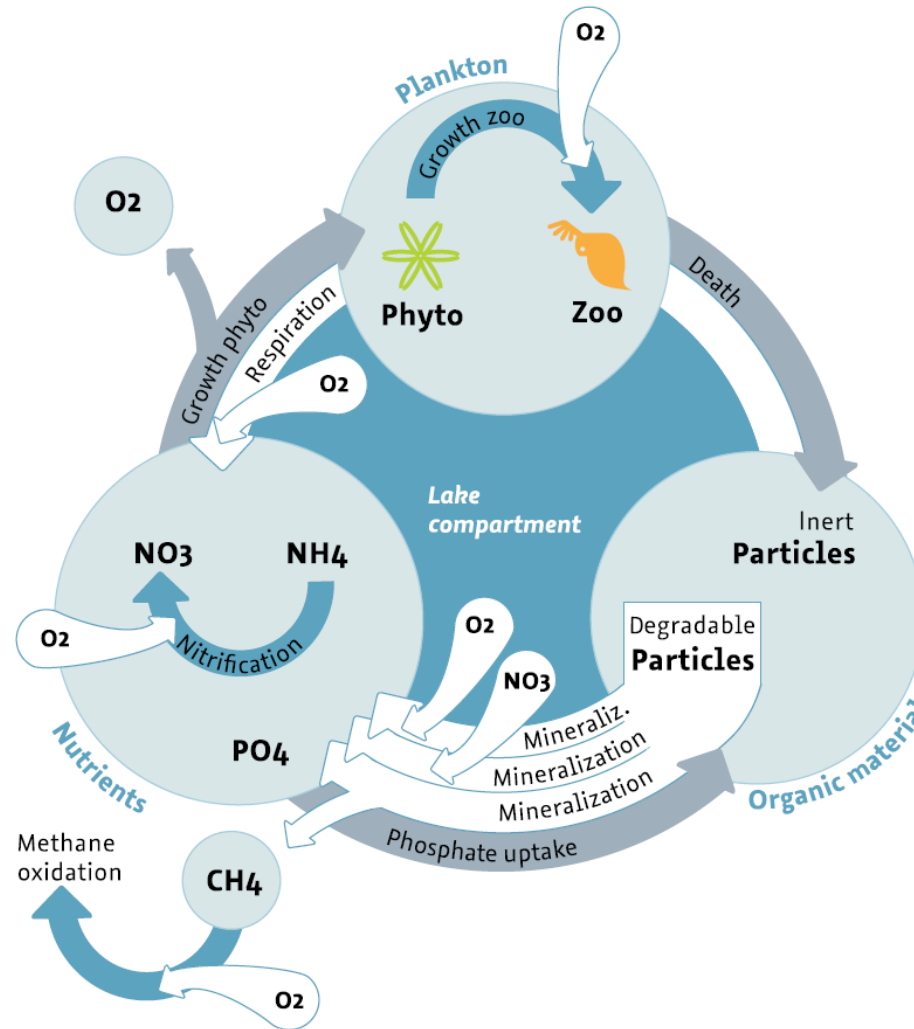 O2
Plankton
Growth zoo
O2
Phyto
Zoo
Death
Growth phyto
Respiration
O2
Lake
compartment
Inert
Particles
NO3
NH4
O2
Nitrification
O2
NO3
Degradable
Particles
Mineraliz.
Mineralization
Mineralization
PO4
Nutrients
Organic material
Phosphate uptake
Methane
oxidation
CH4
O2